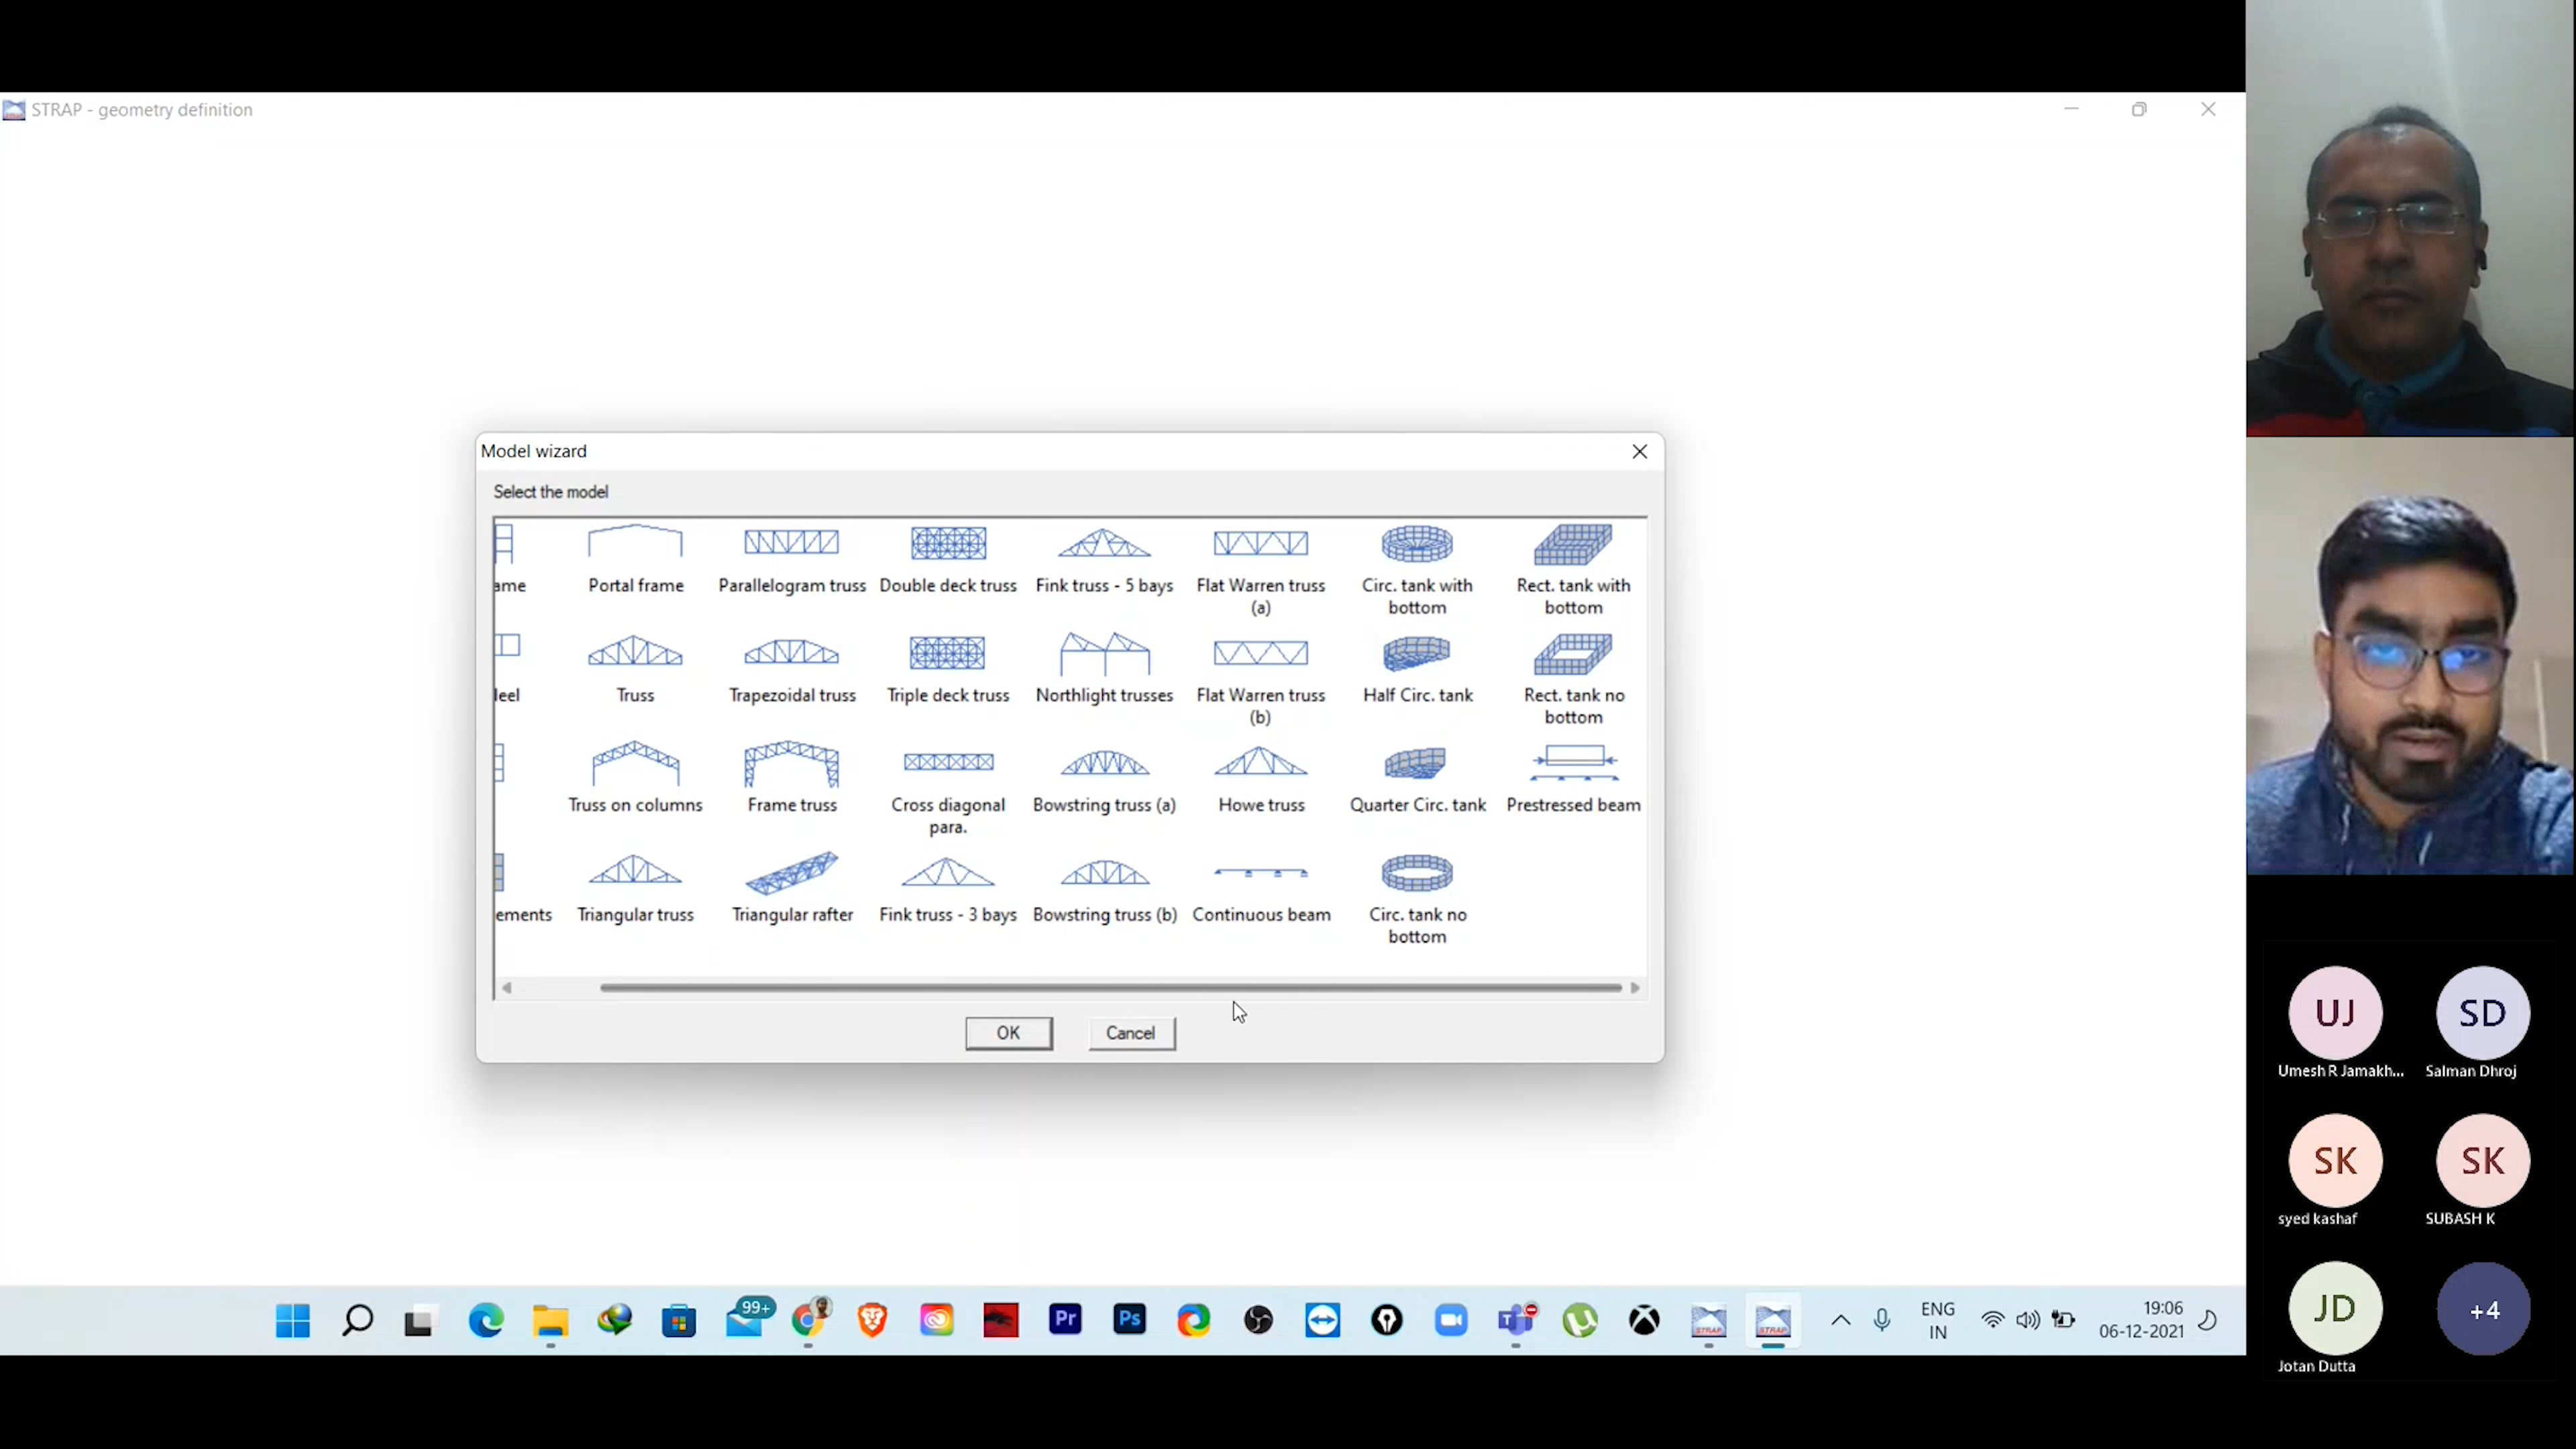 STRAP - geometry definition
Model wizard
Select the model
ame
Portal frame
Parallelogram truss
Double deck truss
Fink truss - 5 bays
Flat Warren truss
(a)
Circ. tank with
bottom
Rect. tank with
bottom
leel
Truss
Trapezoidal truss
Triple deck truss
Northlight trusses
Flat Warren truss
(b)
Half Circ. tank
Rect. tank no
bottom
Truss on columns
Frame truss
Cross diagonal
para.
Bowstring truss (a)
Howe truss
Quarter Circ. tank
Prestressed beam
ements
Triangular truss
Triangular rafter
Fink truss - 3 bays
Bowstring truss (b)
Continuous beam
Circ. tank no
bottom
OK
Cancel
UJ
Umesh R Jamakh...
SD
Salman Dhroj
SK
syed kashaf
SK
SUBASH K
JD
Jotan Dutta
+4
99+
Pr
Ps
STRAP
STRAP
ENG
IN
19:06
06-12-2021